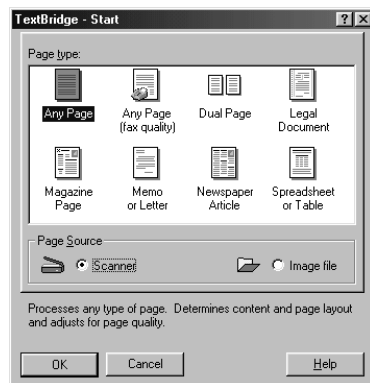 TextBridge - Start
Page type:
Any Page
Any Page
(fax quality)
Dual Page
Legal
Document
Magazine
Page
Memo
or Letter
Newspaper
Article
Spreadsheet
or Table
Page Source
Scanner
Image file
Processes any type of page. Determines content and page layout
and adjusts for page quality.
OK
Cancel
Help